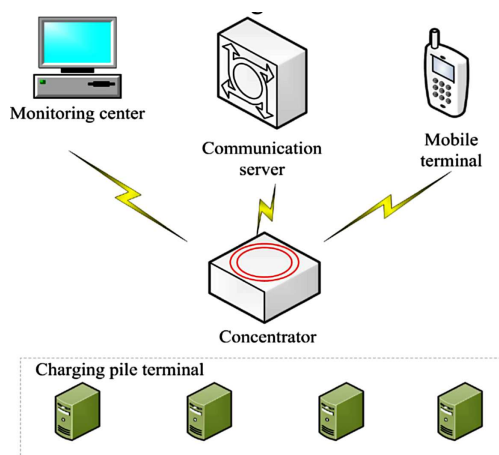 Monitoring center
Communication
server
Mobile
terminal
Concentrator
Charging pile terminal